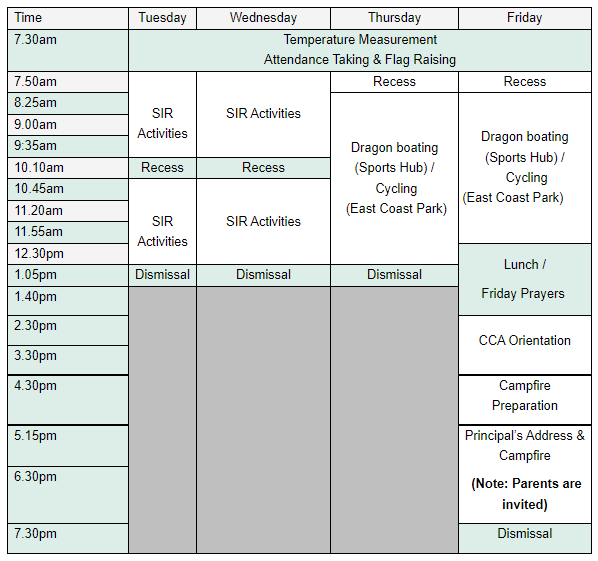 Time Tuesday Wednesday Thursday Friday
7.30am Temperature Measurement
Attendance Taking & Flag Raising
7.50am SIR Activities SIR Activities Recess Recess
8.25am Dragon boating (Sports Hub) / Cycling (East Coast Park) Dragon boating (Sports Hub) / Cycling (East Coast Park)
9.00am
9:35am
10.10am Recess Recess
10.45am SIR Activities SIR Activities
11.20am
11.55am
12.30pm Lunch / Friday Prayers
1.05pm Dismissal Dismissal Dismissal
1.40pm
2.30pm CCA Orientation
3.30pm
4.30pm Campfire Preparation
5.15pm Principal's Address & Campfire
(Note: Parents are invited)
6.30pm
7.30pm Dismissal